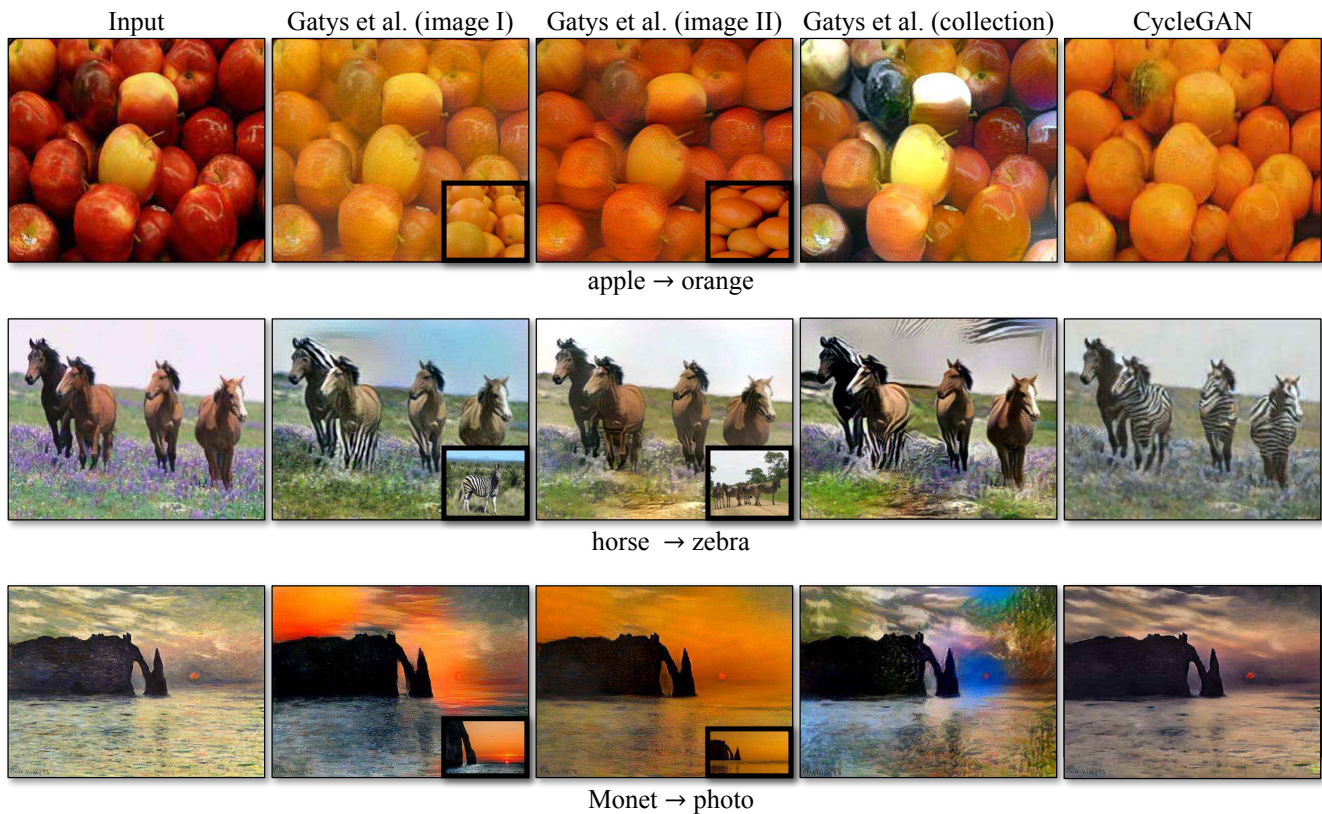 Input Gatys et al. (image I) Gatys et al. (image II) Gatys et al. (collection) CycleGAN
apple → orange
horse → zebra
Monet → photo